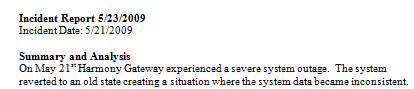 Incident Report 5/23/2009
Incident Date: 5/21/2009

Summary and Analysis
On May 21st Harmony Gateway experienced a severe system outage.  The system
reverted to an old state creating a situation where the system data became inconsistent.